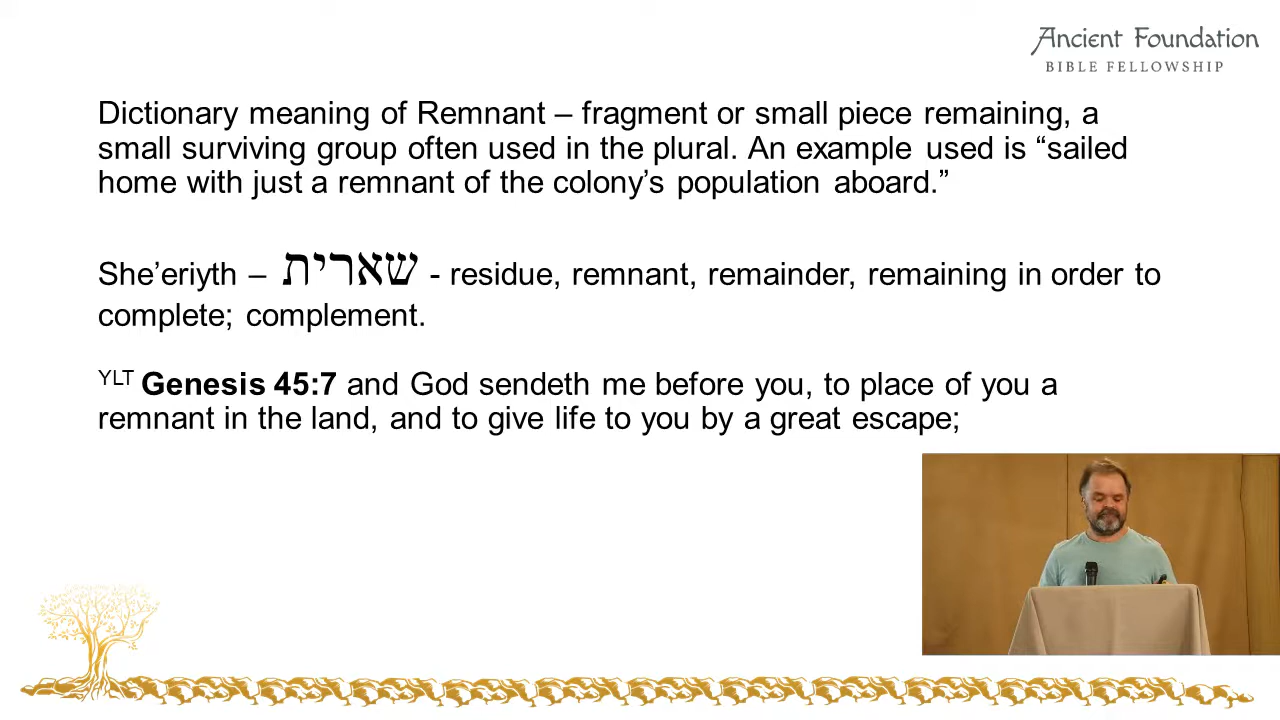 Ancient Foundation
BIBLE FELLOWSHIP
Dictionary meaning of Remnant – fragment or small piece remaining, a
small surviving group often used in the plural. An example used is “sailed
home with just a remnant of the colony’s population aboard.”
She’eriyth – שארית - residue, remnant, remainder, remaining in order to
complete; complement.
YLT Genesis 45:7 and God sendeth me before you, to place of you a
remnant in the land, and to give life to you by a great escape;